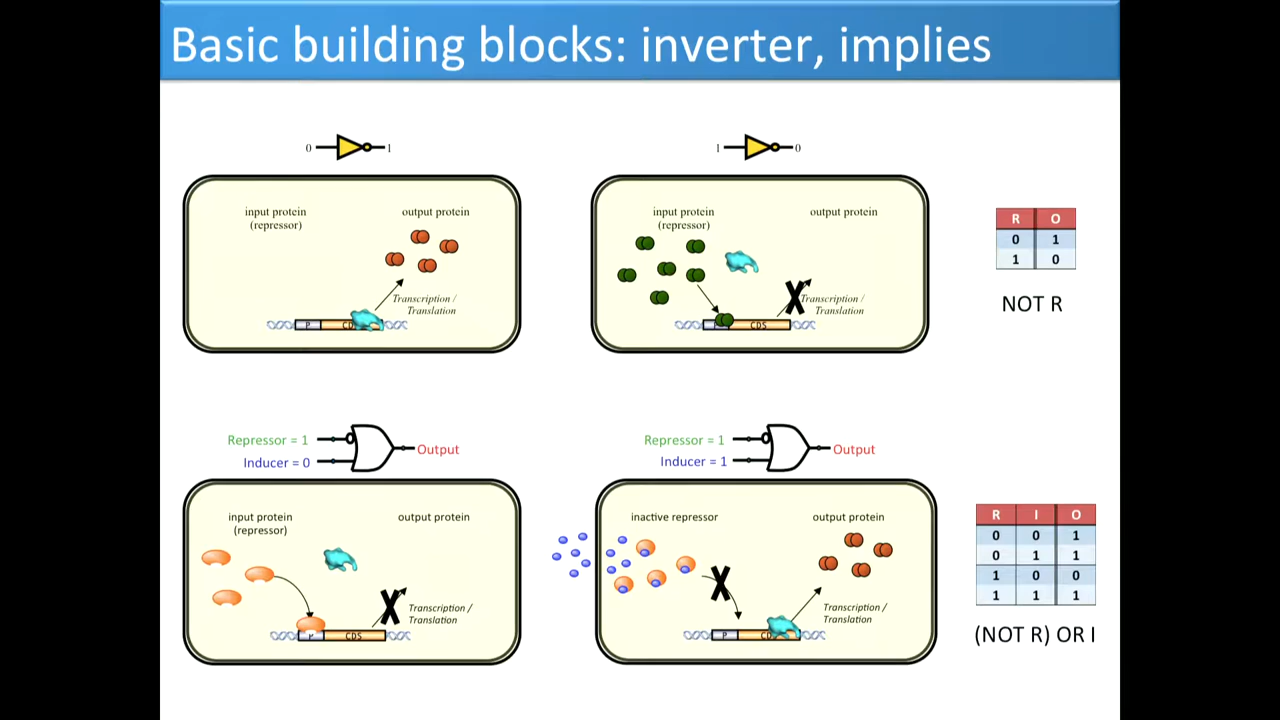 Basic building blocks: inverter, implies
0 1
1 0
input protein
(repressor)
output protein
Transcription /
Translation
P CD
input protein
(repressor)
output protein
Transcription /
Translation
CDS
R O
0 1
1 0
NOT R
Repressor = 1
Inducer = 0
Output
Repressor = 1
Inducer = 1
Output
input protein
(repressor)
output protein
Transcription /
Translation
P CDS
inactive repressor
output protein
Transcription /
Translation
P CD
R I O
0 0 1
0 1 1
1 0 0
1 1 1
(NOT R) OR I